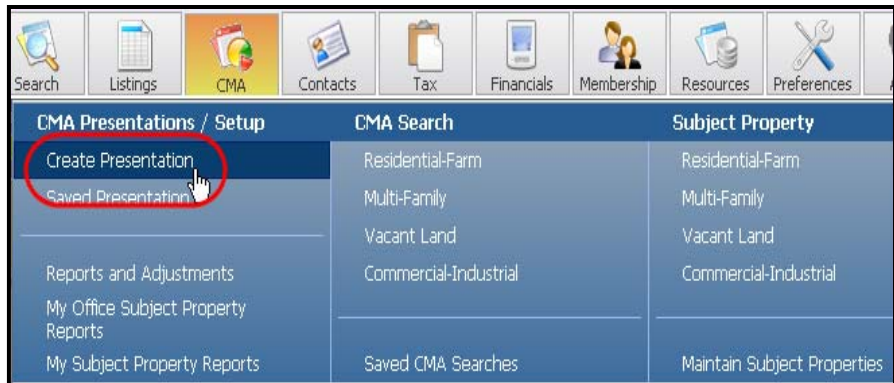 Search Listings CMA Contacts Tax Financials Membership Resources Preferences
CMA Presentations / Setup
Create Presentation
Saved Presentation
Reports and Adjustments
My Office Subject Property
Reports
My Subject Property Reports
CMA Search
Residential-Farm
Multi-Family
Vacant Land
Commercial-Industrial
Saved CMA Searches
Subject Property
Residential-Farm
Multi-Family
Vacant Land
Commercial-Industrial
Maintain Subject Properties